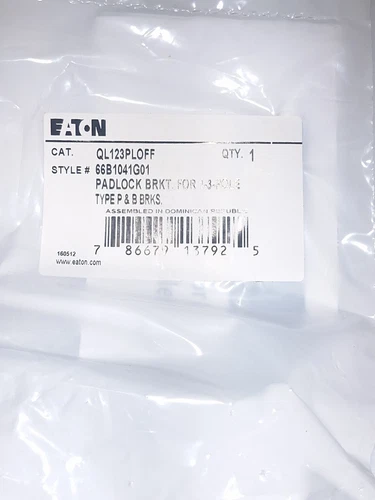 EATON
CAT. QL123PLOFF QTY. 1
STYLE # 66B1041G01
PADLOCK BRKT. FOR
TYPE P & B BRKS.
ASSEMBLED IN DOMINICAN REPUBLIC
7 86679 13792 5
160512
www.eaton.com